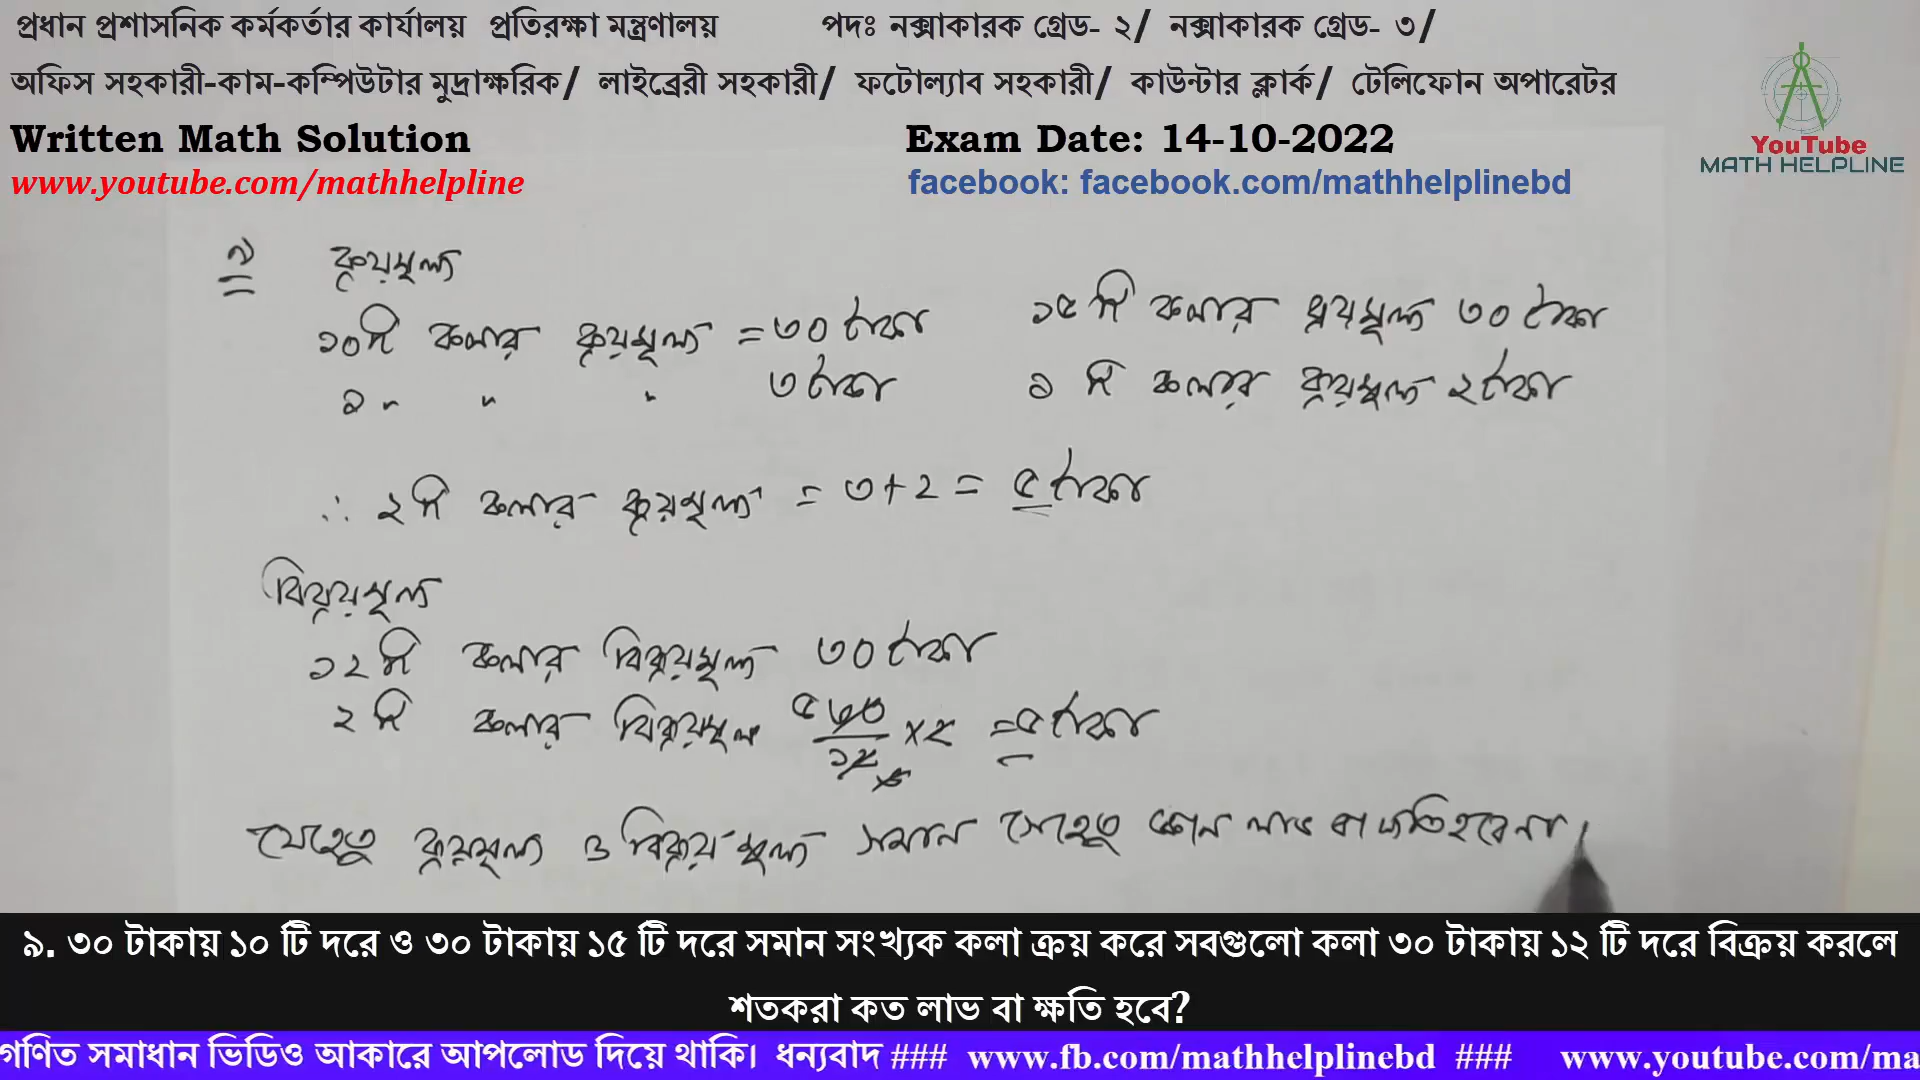 প্রধান প্রশাসনিক কর্মকর্তার কার্যালয় প্রতিরক্ষা মন্ত্রণালয় পদঃ নক্সাকারক গ্রেড- ২/ নক্সাকারক গ্রেড- ৩/
অফিস সহকারী-কাম-কম্পিউটার মুদ্রাক্ষরিক/ লাইব্রেরী সহকারী/ ফটোল্যাব সহকারী/ কাউন্টার ক্লার্ক/ টেলিফোন অপারেটর
Written Math Solution Exam Date: 14-10-2022
www.youtube.com/mathhelpline facebook: facebook.com/mathhelplinebd
YouTube
MATH HELPLINE
৯ ক্রয়মূল্য
১০টি কলার ক্রয়মূল্য = ৩০ টাকা
১ " " " ৩ টাকা
১৫টি কলার ক্রয়মূল্য ৩০ টাকা
১ টি কলার ক্রয়মূল্য ২ টাকা
∴ ২টি কলার ক্রয়মূল্য = ৩+২ = ৫ টাকা
বিক্রয়মূল্য
১২টি কলার বিক্রয়মূল্য ৩০ টাকা
২টি কলার বিক্রয়মূল্য ৫ ৩০/১২ ৬ ×২ = ৫ টাকা
যেহেতু ক্রয়মূল্য ও বিক্রয়মূল্য সমান সেহেতু কোন লাভ বা ক্ষতি হবে না।
৯. ৩০ টাকায় ১০ টি দরে ও ৩০ টাকায় ১৫ টি দরে সমান সংখ্যক কলা ক্রয় করে সবগুলো কলা ৩০ টাকায় ১২ টি দরে বিক্রয় করলে
শতকরা কত লাভ বা ক্ষতি হবে?
গণিত সমাধান ভিডিও আকারে আপলোড দিয়ে থাকি। ধন্যবাদ ### www.fb.com/mathhelplinebd ### www.youtube.com/ma